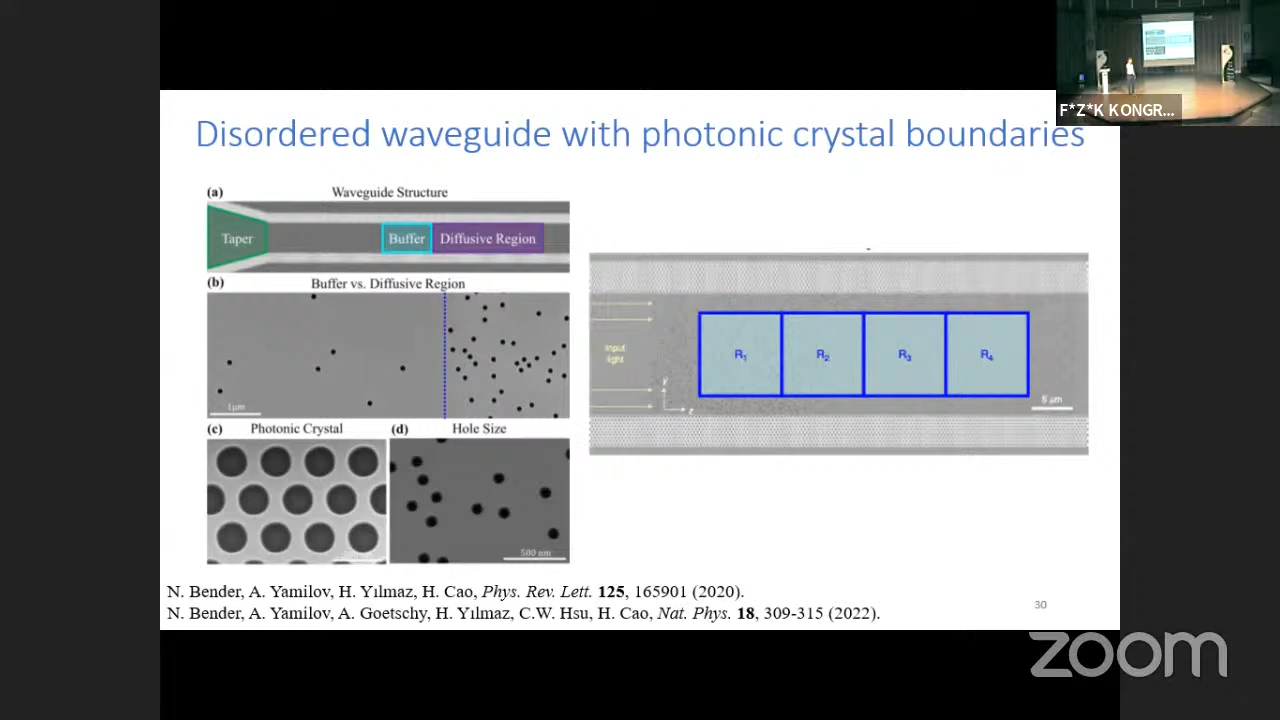 F*Z*K KONGR...
Disordered waveguide with photonic crystal boundaries
(a) Waveguide Structure
Taper
Buffer
Diffusive Region
(b) Buffer vs. Diffusive Region
1μm
(c) Photonic Crystal
(d) Hole Size
500 nm
Input
light
y
z
R1
R2
R3
R4
5 μm
N. Bender, A. Yamilov, H. Yılmaz, H. Cao, Phys. Rev. Lett. 125, 165901 (2020).
N. Bender, A. Yamilov, A. Goetschy, H. Yılmaz, C.W. Hsu, H. Cao, Nat. Phys. 18, 309-315 (2022).
30
zoom